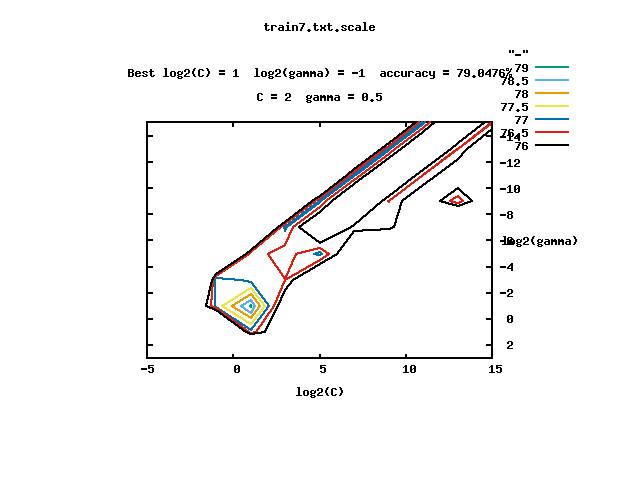 train7.txt.scale
"-"
Best log2(C) = 1  log2(gamma) = -1  accuracy = 79.0476%
79
78.5
C = 2  gamma = 0.5
78
77.5
77
76.5
-14
76
-12
-10
-8
-6
log2(gamma)
-4
-2
0
2
-5 0 5 10 15
log2(C)